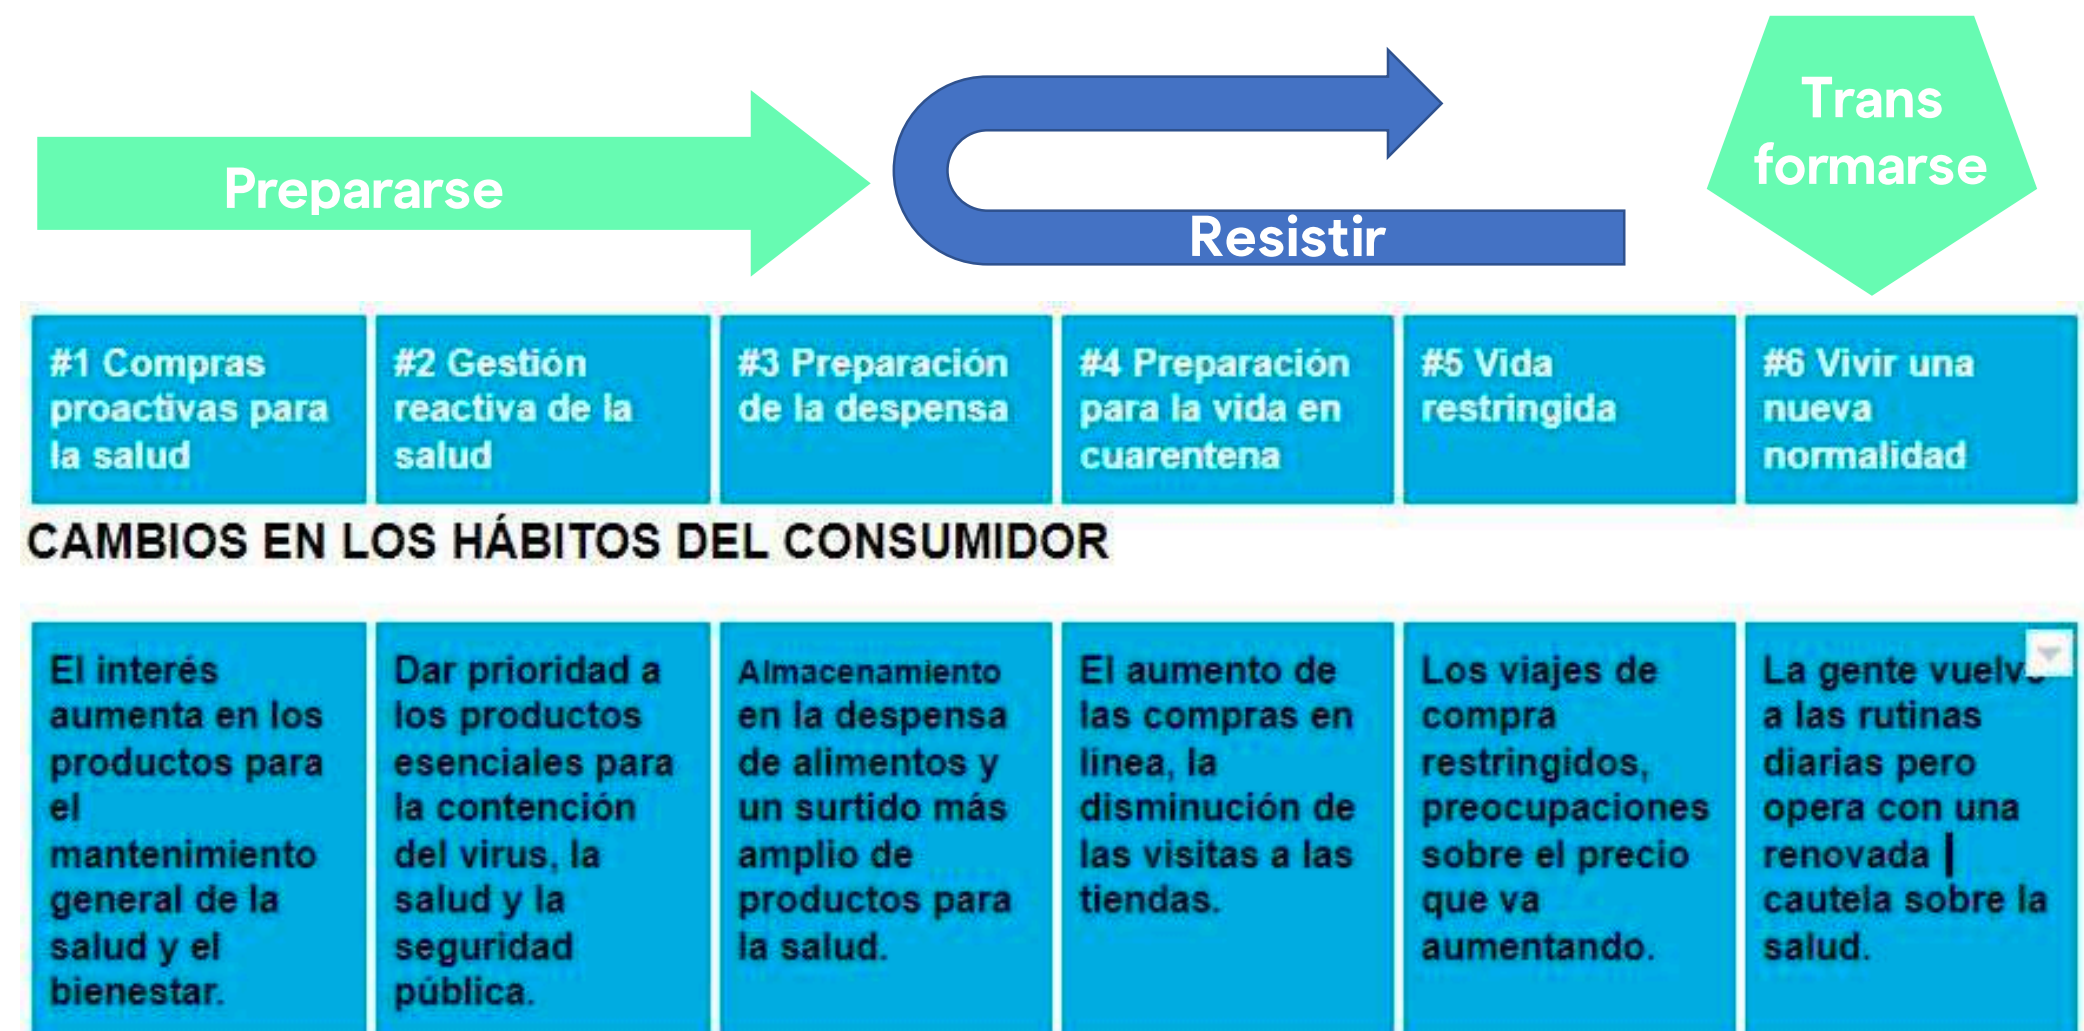 Prepararse
Resistir
Trans
formarse
#1 Compras
proactivas para
la salud
#2 Gestión
reactiva de la
salud
#3 Preparación
de la despensa
#4 Preparación
para la vida en
cuarentena
#5 Vida
restringida
#6 Vivir una
nueva
normalidad
CAMBIOS EN LOS HÁBITOS DEL CONSUMIDOR
El interés
aumenta en los
productos para
el
mantenimiento
general de la
salud y el
bienestar.
Dar prioridad a
los productos
esenciales para
la contención
del virus, la
salud y la
seguridad
pública.
Almacenamiento
en la despensa
de alimentos y
un surtido más
amplio de
productos para
la salud.
El aumento de
las compras en
línea, la
disminución de
las visitas a las
tiendas.
Los viajes de
compra
restringidos,
preocupaciones
sobre el precio
que va
aumentando.
La gente vuelve
a las rutinas
diarias pero
opera con una
renovada
cautela sobre la
salud.